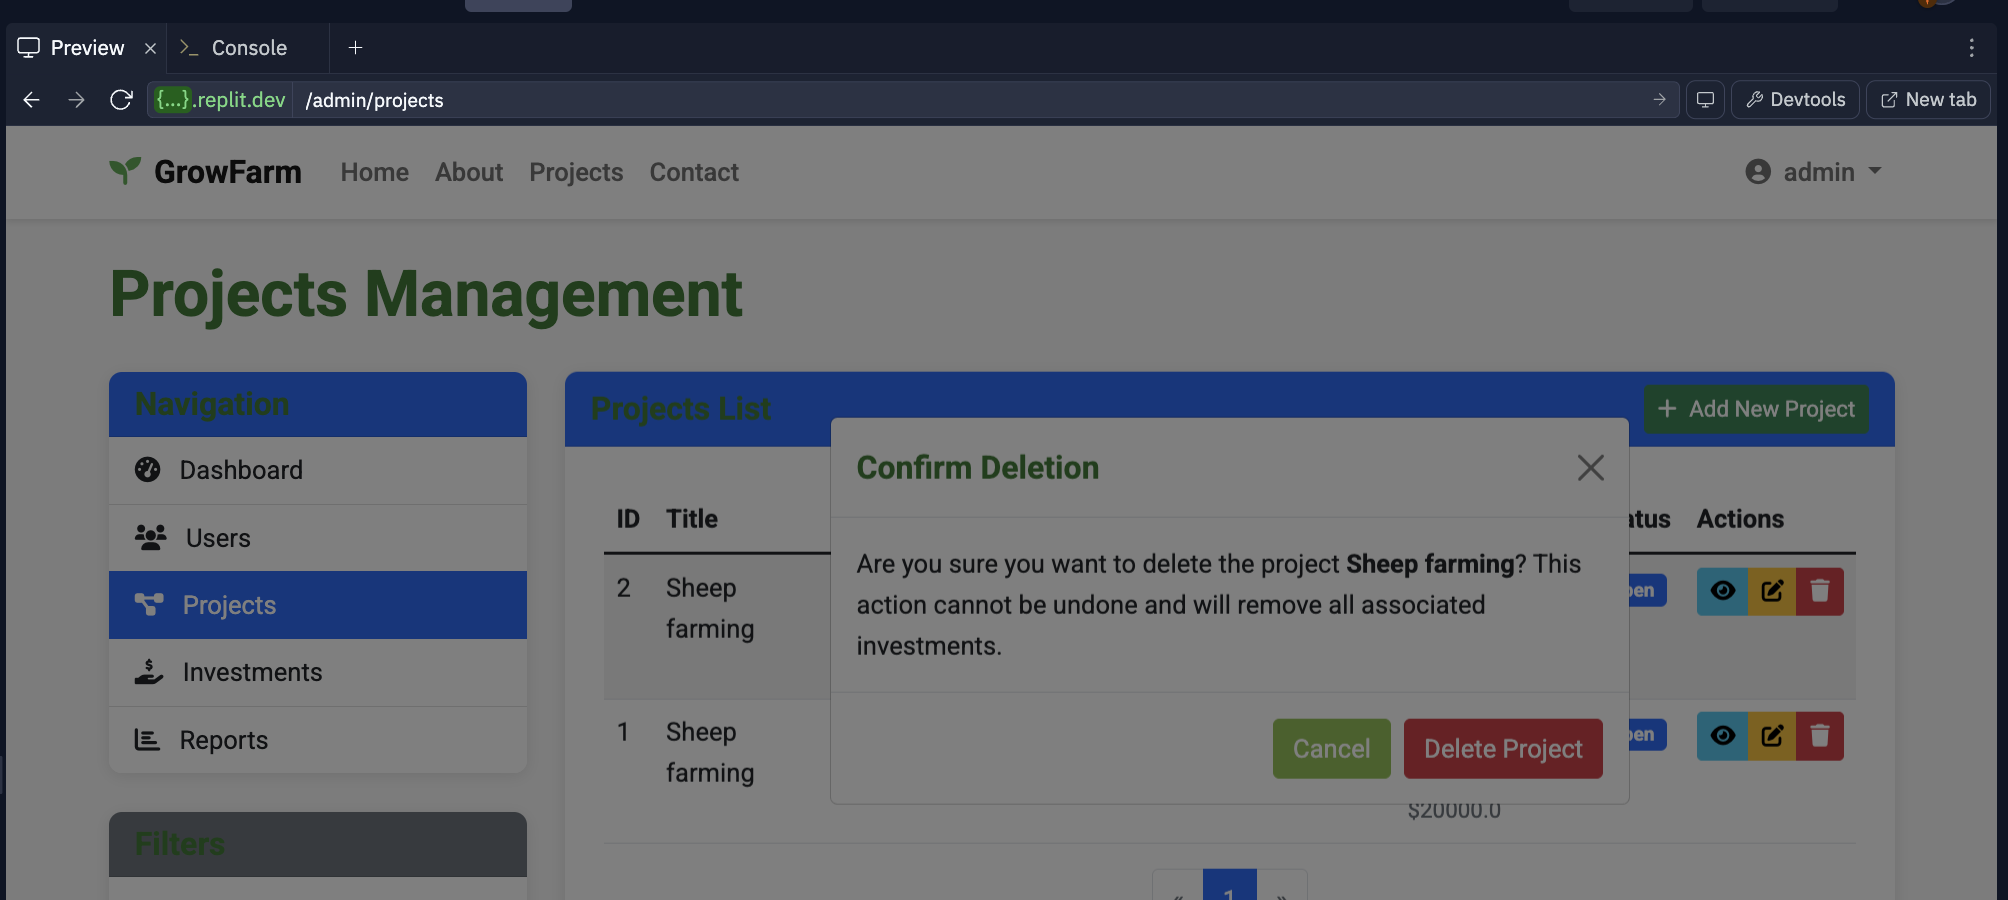 Preview
Console
{...}.replit.dev /admin/projects
Devtools
New tab
GrowFarm
Home
About
Projects
Contact
admin
Projects Management
Navigation
Dashboard
Users
Projects
Investments
Reports
Filters
Projects List
+ Add New Project
ID Title
Actions
2 Sheep
farming
1 Sheep
farming
$20000.0
« 1 »
Confirm Deletion
Are you sure you want to delete the project Sheep farming? This
action cannot be undone and will remove all associated
investments.
Cancel
Delete Project